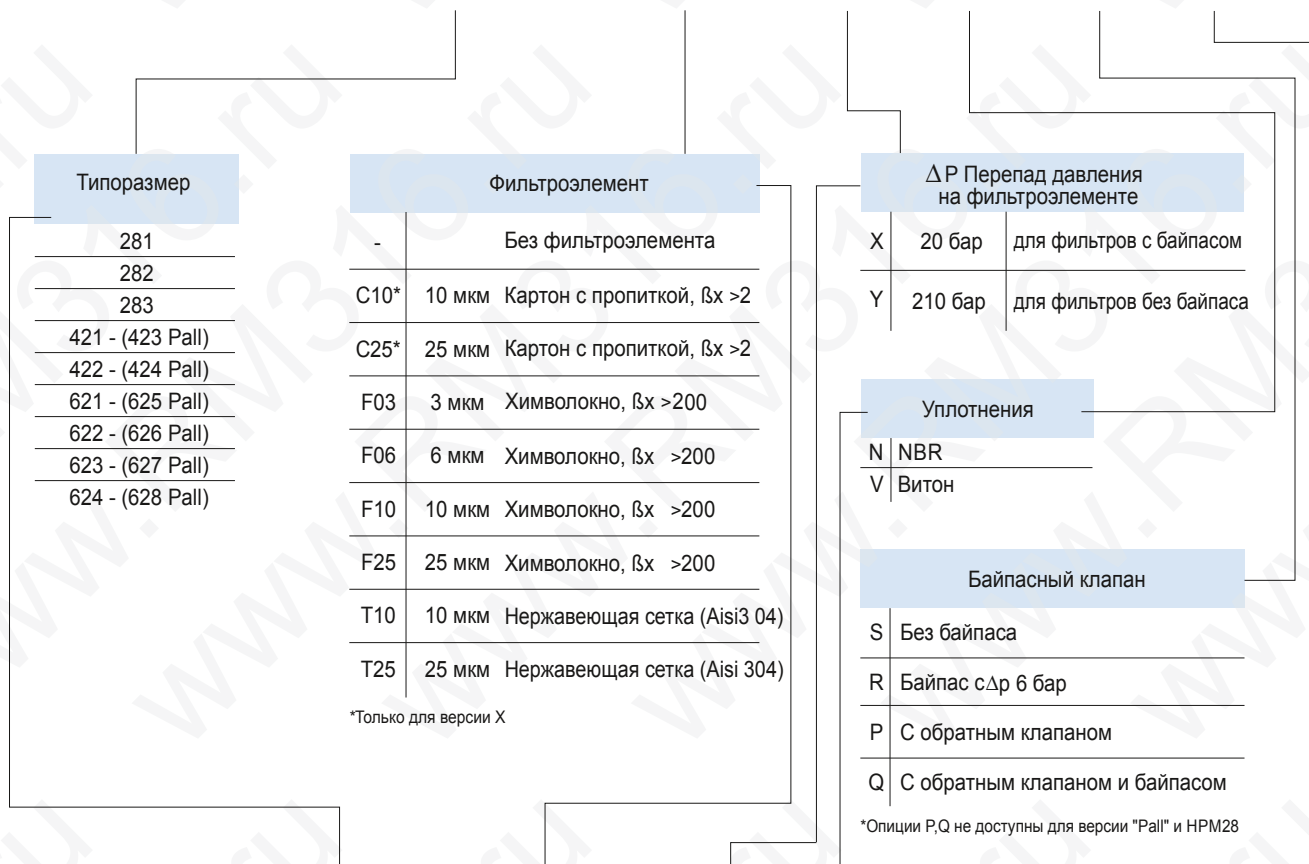 Типоразмер
281
282
283
421 - (423 Pall)
422 - (424 Pall)
621 - (625 Pall)
622 - (626 Pall)
623 - (627 Pall)
624 - (628 Pall)
Фильтроэлемент
- Без фильтроэлемента
C10* 10 мкм Картон с пропиткой, ßx >2
C25* 25 мкм Картон с пропиткой, ßx >2
F03 3 мкм Химволокно, ßx >200
F06 6 мкм Химволокно, ßx >200
F10 10 мкм Химволокно, ßx >200
F25 25 мкм Химволокно, ßx >200
T10 10 мкм Нержавеющая сетка (Aisi3 04)
T25 25 мкм Нержавеющая сетка (Aisi 304)
*Только для версии X
ΔP Перепад давления
на фильтроэлементе
X 20 бар для фильтров с байпасом
Y 210 бар для фильтров без байпаса
Уплотнения
N NBR
V Витон
Байпасный клапан
S Без байпаса
R Байпас сΔp 6 бар
P С обратным клапаном
Q С обратным клапаном и байпасом
*Опиции P,Q не доступны для версии "Pall" и HPM28
www.RM316.ru